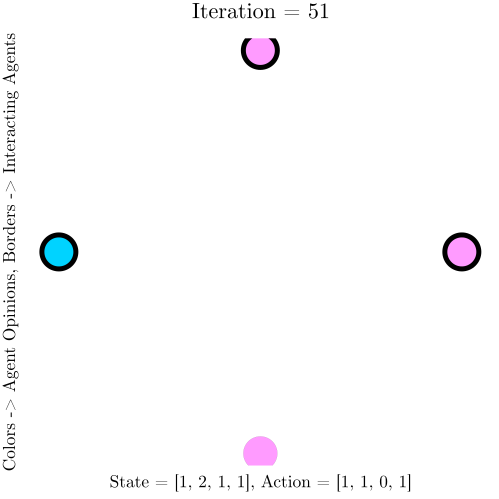 Iteration = 51
Colors -> Agent Opinions, Borders -> Interacting Agents
State = [1, 2, 1, 1], Action = [1, 1, 0, 1]